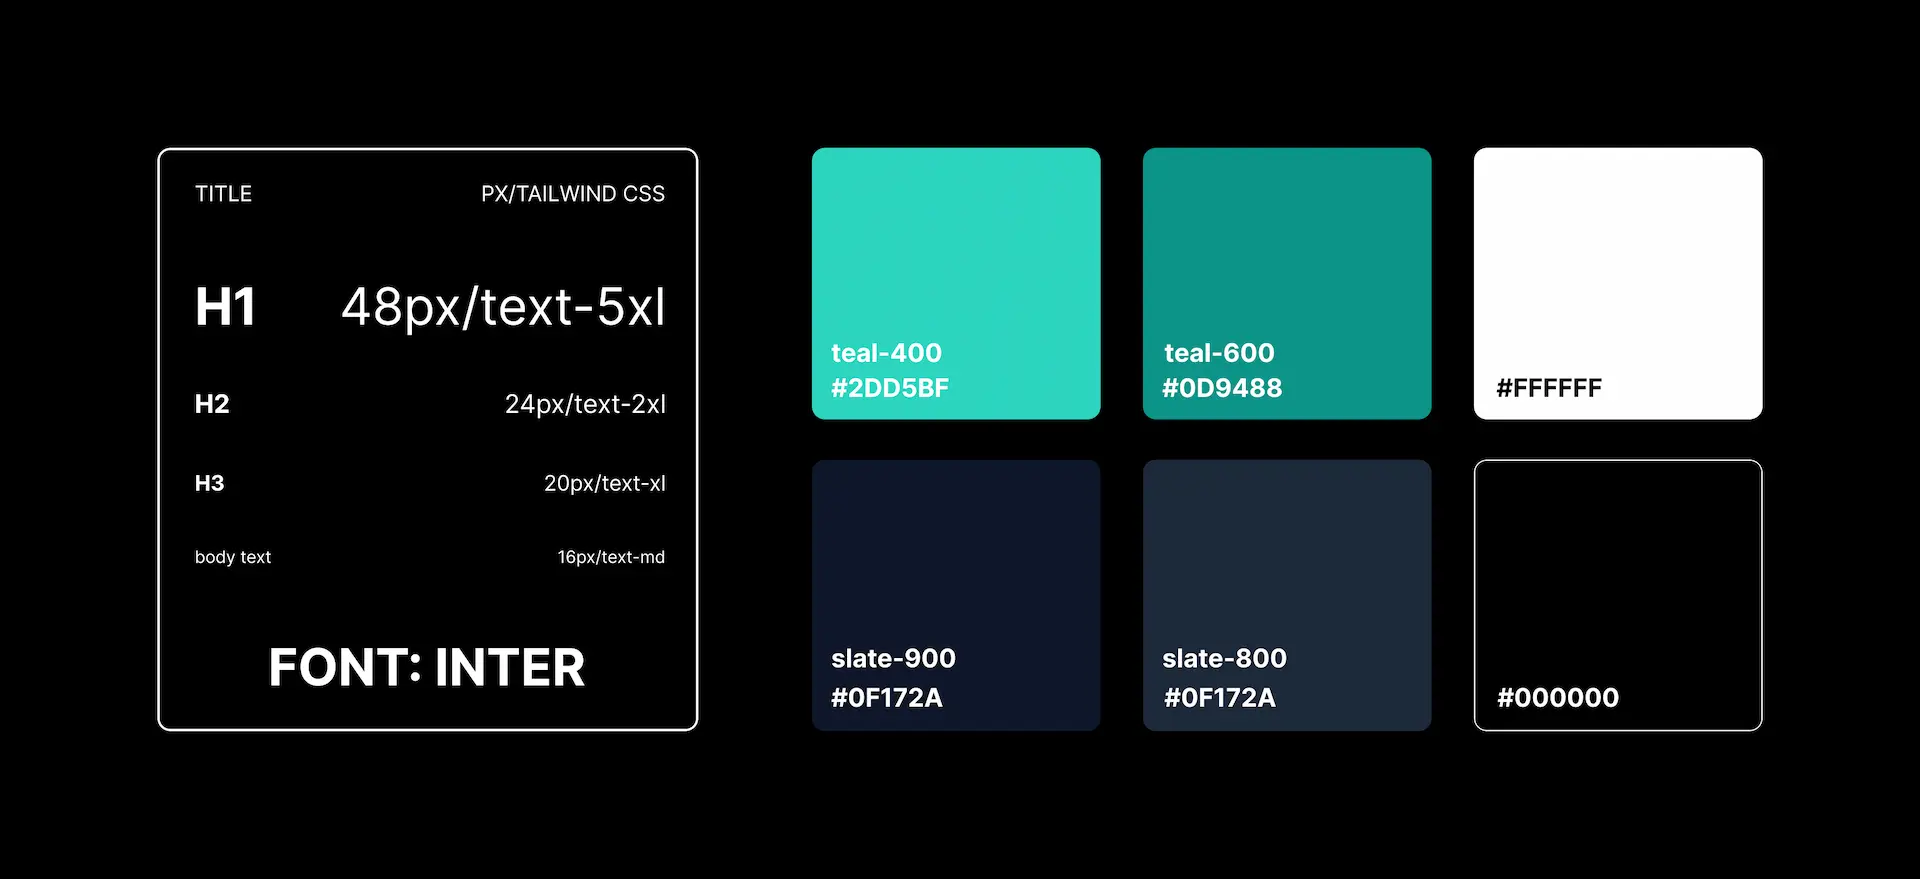 TITLE PX/TAILWIND CSS
H1 48px/text-5xl
H2 24px/text-2xl
H3 20px/text-xl
body text 16px/text-md
FONT: INTER
teal-400
#2DD5BF
teal-600
#0D9488
#FFFFFF
slate-900
#0F172A
slate-800
#0F172A
#000000